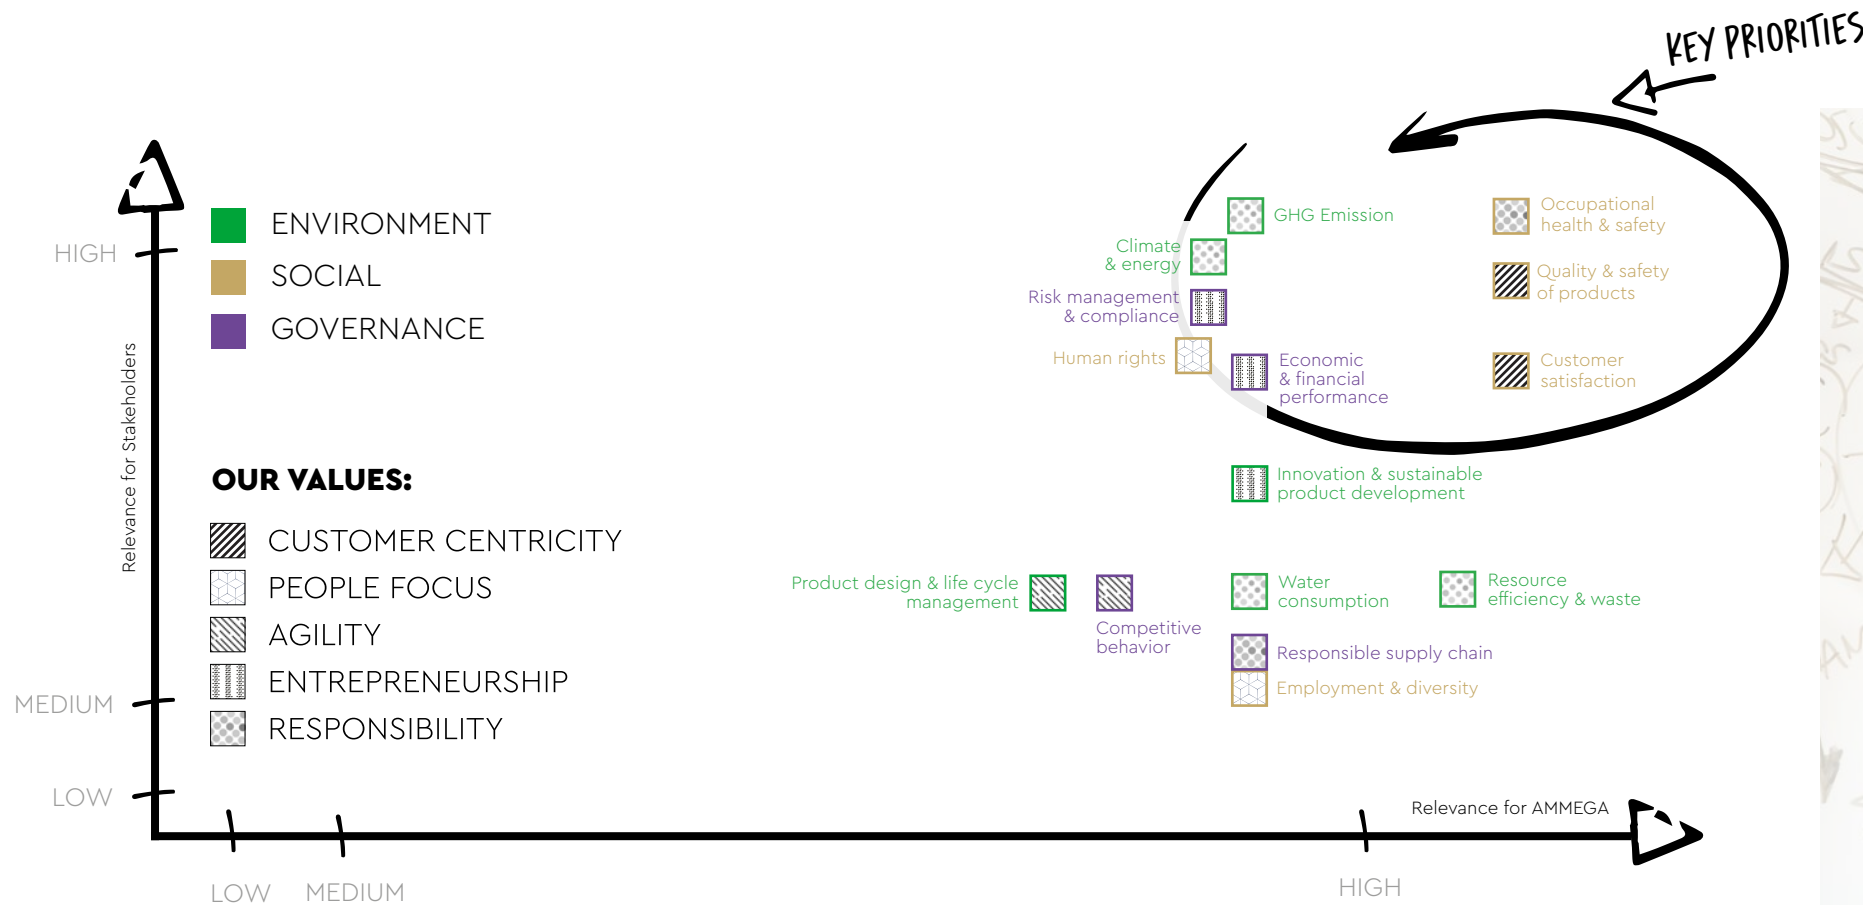 KEY PRIORITIES
HIGH
MEDIUM
LOW
Relevance for Stakeholders
ENVIRONMENT
SOCIAL
GOVERNANCE
OUR VALUES:
CUSTOMER CENTRICITY
PEOPLE FOCUS
AGILITY
ENTREPRENEURSHIP
RESPONSIBILITY
GHG Emission
Climate
& energy
Risk management
& compliance
Human rights
Economic
& financial
performance
Occupational
health & safety
Quality & safety
of products
Customer
satisfaction
Innovation & sustainable
product development
Product design & life cycle
management
Competitive
behavior
Water
consumption
Resource
efficiency & waste
Responsible supply chain
Employment & diversity
Relevance for AMMEGA
LOW
MEDIUM
HIGH